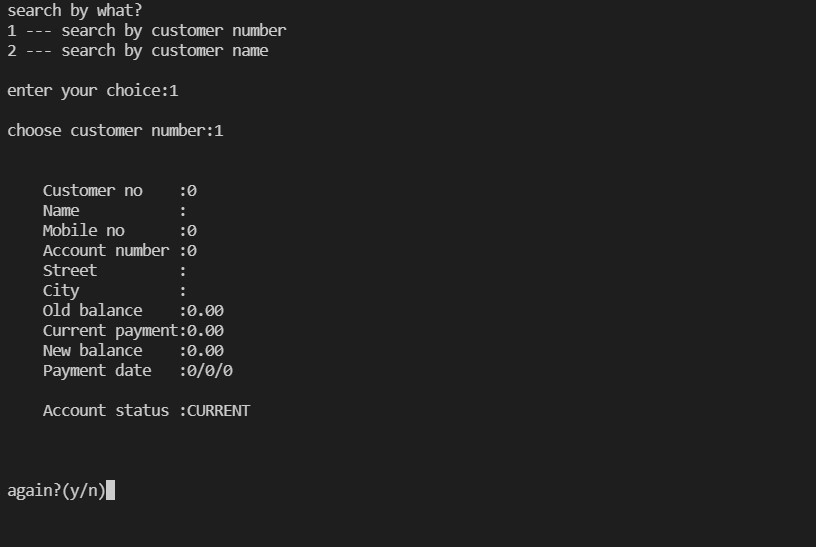 search by what?
1 --- search by customer number
2 --- search by customer name
enter your choice:1
choose customer number:1
Customer no    :0
Name           :
Mobile no      :0
Account number :0
Street         :
City           :
Old balance    :0.00
Current payment:0.00
New balance    :0.00
Payment date   :0/0/0
Account status :CURRENT
again?(y/n)